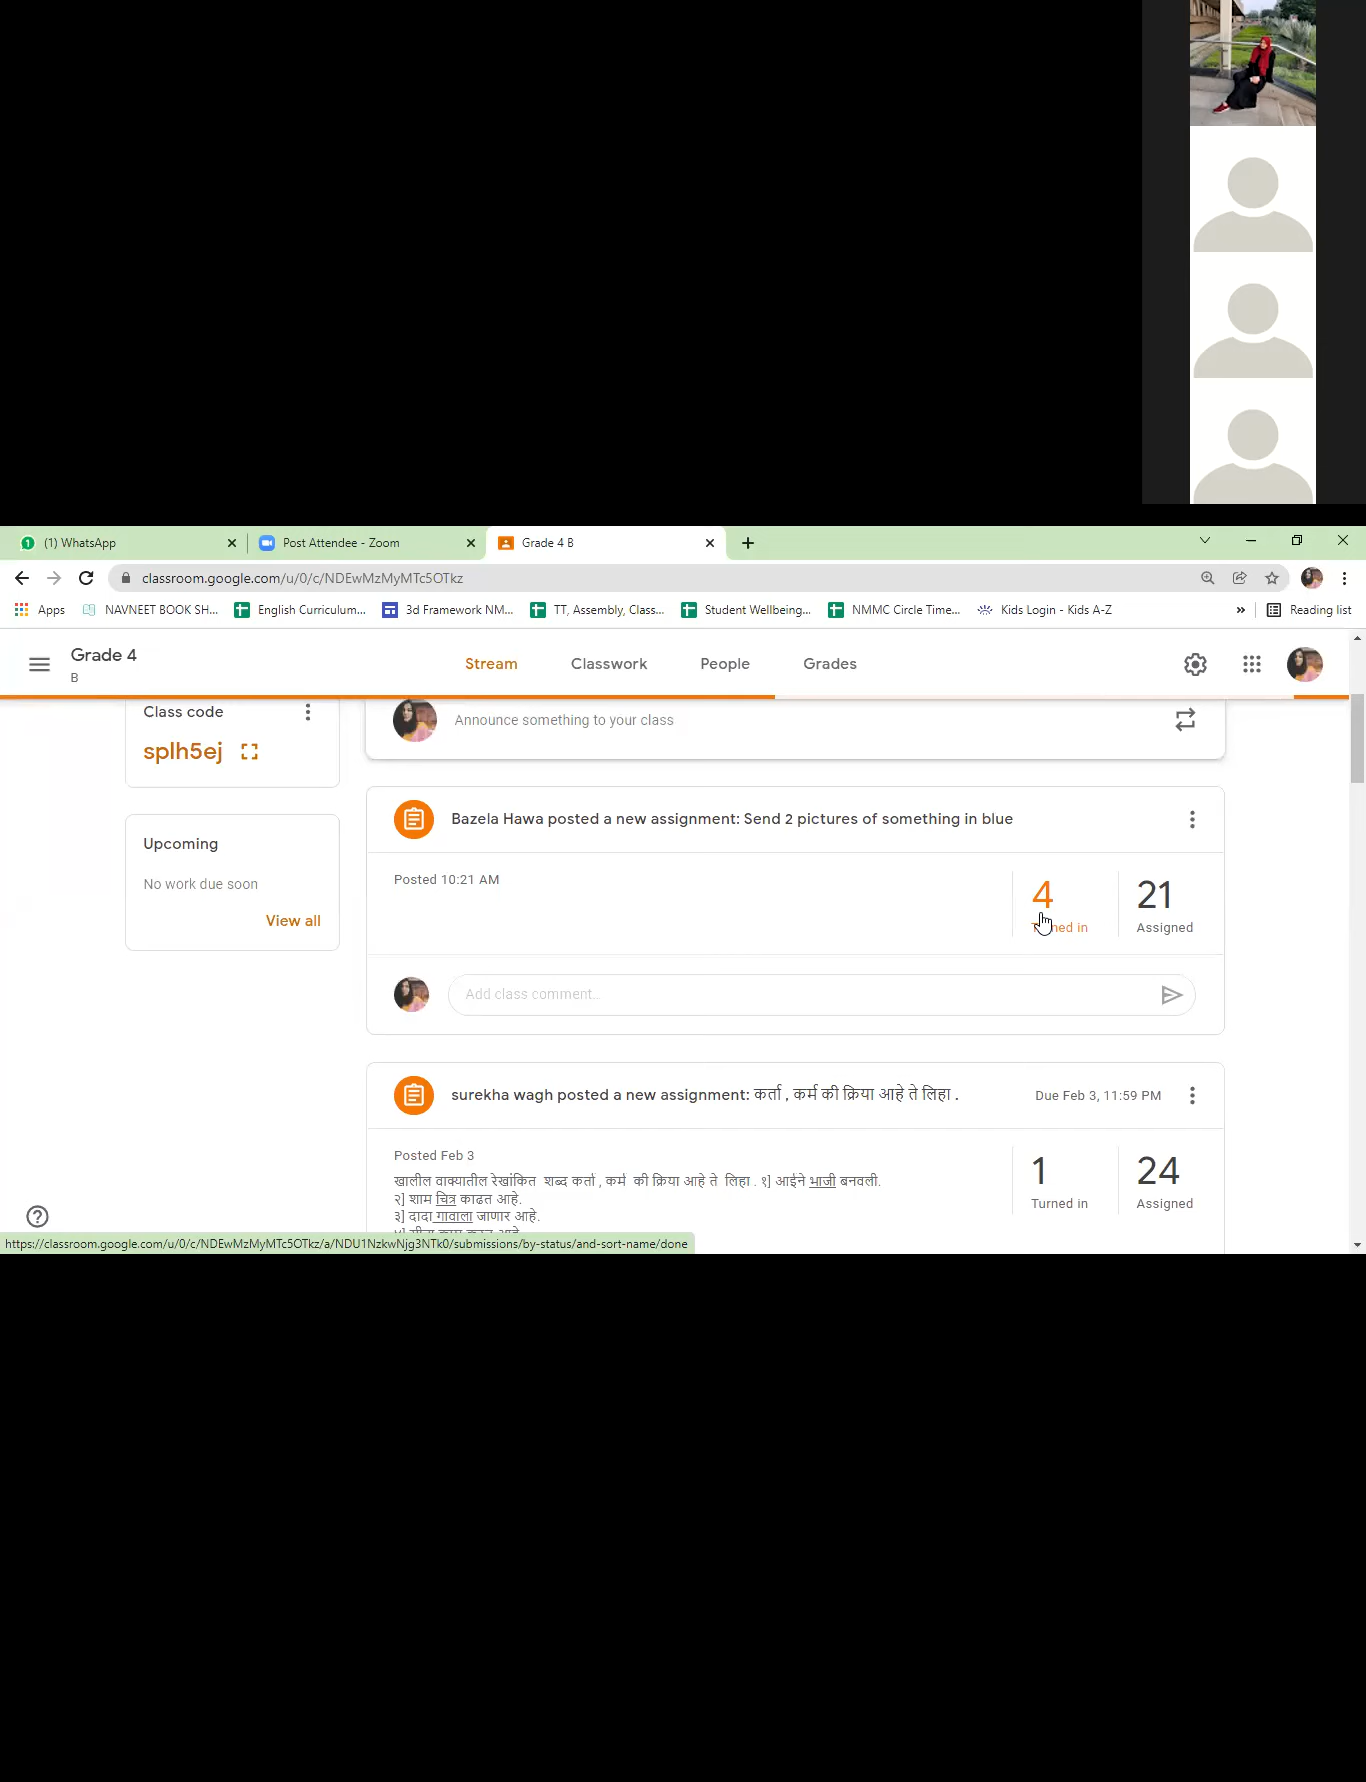 (1) WhatsApp
Post Attendee - Zoom
Grade 4 B
classroom.google.com/u/0/c/NDEwMzMyMTc5OTkz
Apps
NAVNEET BOOK SH...
English Curriculum...
3d Framework NM...
TT, Assembly, Class...
Student Wellbeing...
NMMC Circle Time...
Kids Login - Kids A-Z
»
Reading list
Grade 4
B
Stream
Classwork
People
Grades
Class code
splh5ej
Announce something to your class
Upcoming
No work due soon
View all
Bazela Hawa posted a new assignment: Send 2 pictures of something in blue
Posted 10:21 AM
4
in
21
Assigned
Add class comment..
surekha wagh posted a new assignment: कर्ता , कर्म की क्रिया आहे ते लिहा .
Due Feb 3, 11:59 PM
Posted Feb 3
खालील वाक्यातील रेखांकित शब्द कर्ता , कर्म की क्रिया आहे ते लिहा . १] आईने भाजी बनवली.
२] शाम चित्र काढत आहे.
३] दादा गावाला जाणार आहे.
1
Turned in
24
Assigned
https://classroom.google.com/u/0/c/NDEwMzMyMTc5OTkz/a/NDU1NzkwNjg3NTk0/submissions/by-status/and-sort-name/done